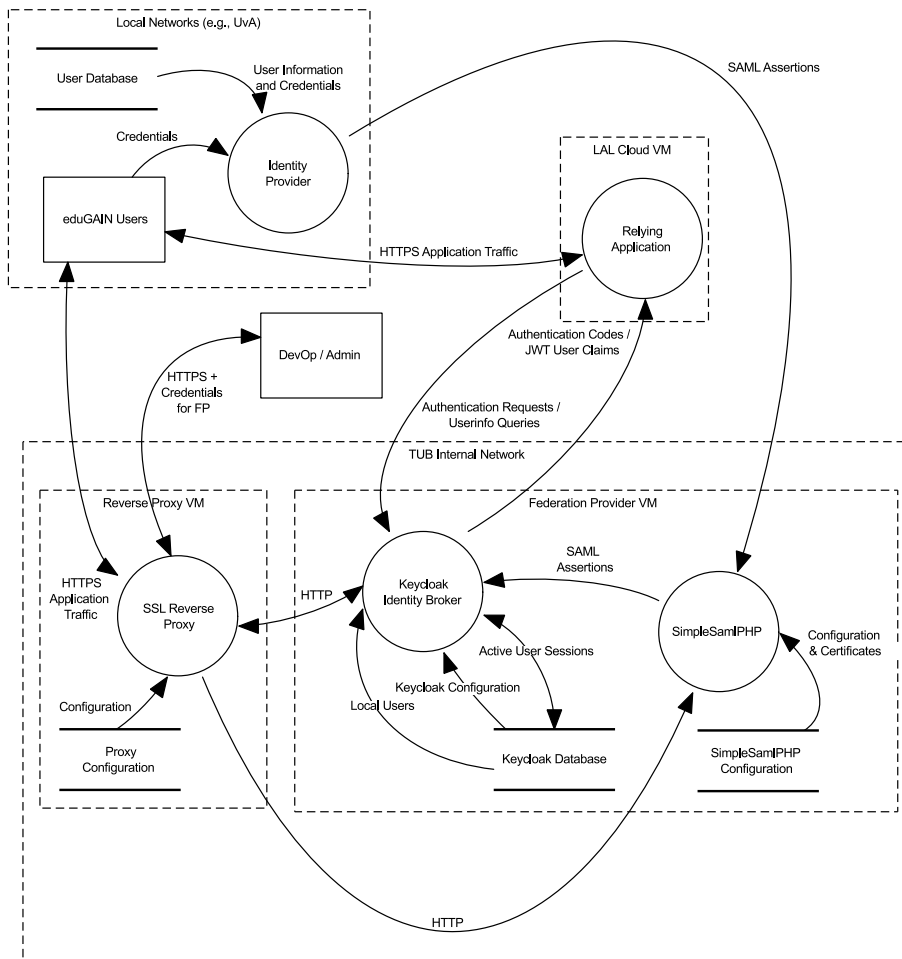 Local Networks (e.g., UvA)
User Database
User Information
and Credentials
SAML Assertions
Credentials
Identity
Provider
LAL Cloud VM
eduGAIN Users
Relying
Application
HTTPS Application Traffic
DevOp / Admin
Authentication Codes /
JWT User Claims
HTTPS +
Credentials
for FP
Authentication Requests /
Userinfo Queries
TUB Internal Network
Reverse Proxy VM
Federation Provider VM
HTTPS
Application
Traffic
SSL Reverse
Proxy
HTTP
Keycloak
Identity Broker
SAML
Assertions
SimpleSamlPHP
Configuration
& Certificates
Active User Sessions
Keycloak Configuration
Local Users
Configuration
Proxy
Configuration
Keycloak Database
SimpleSamlPHP
Configuration
HTTP